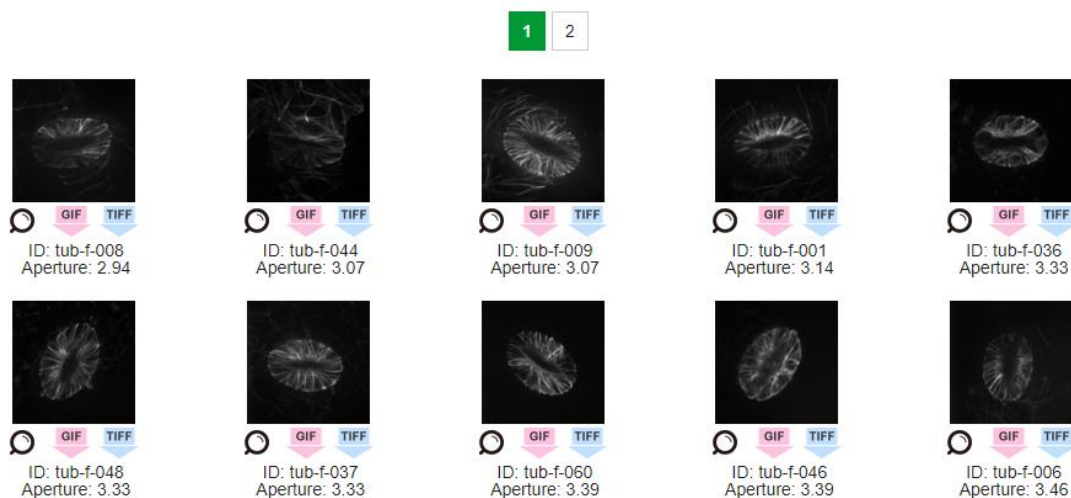 1 2
GIF TIFF GIF TIFF GIF TIFF GIF TIFF GIF TIFF
ID: tub-f-008 ID: tub-f-044 ID: tub-f-009 ID: tub-f-001 ID: tub-f-036
Aperture: 2.94 Aperture: 3.07 Aperture: 3.07 Aperture: 3.14 Aperture: 3.33
GIF TIFF GIF TIFF GIF TIFF GIF TIFF GIF TIFF
ID: tub-f-048 ID: tub-f-037 ID: tub-f-060 ID: tub-f-046 ID: tub-f-006
Aperture: 3.33 Aperture: 3.33 Aperture: 3.39 Aperture: 3.39 Aperture: 3.46